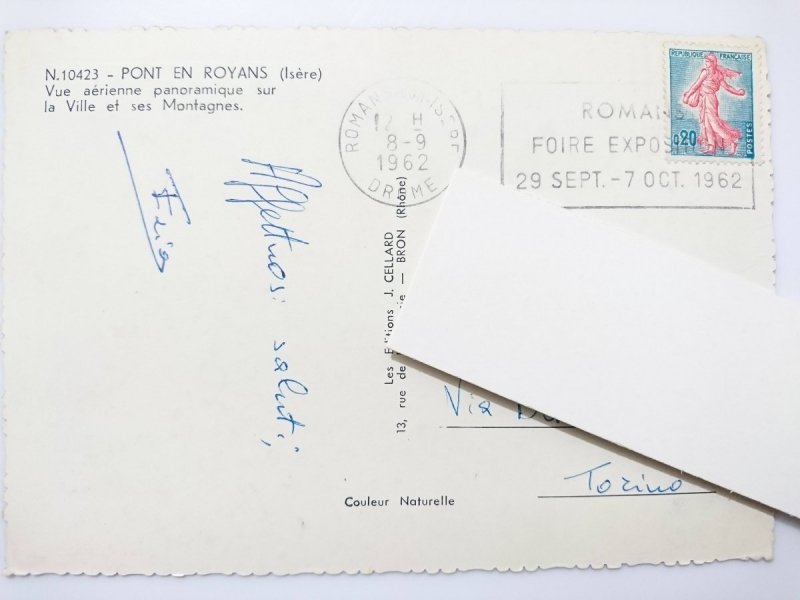 N.10423 - PONT EN ROYANS (Isère)
Vue aérienne panoramique sur
la Ville et ses Montagnes.
ROMANS
12 H
8-9
1962
DROME
ROMANS
FOIRE EXPOSITION
29 SEPT. - 7 OCT. 1962
REPUBLIQUE FRANÇAISE
0,20
POSTES
Affettuosi saluti,
Les Editions J. CELLARD
13, rue de — BRON (Rhône)
Via
Torino
Couleur Naturelle